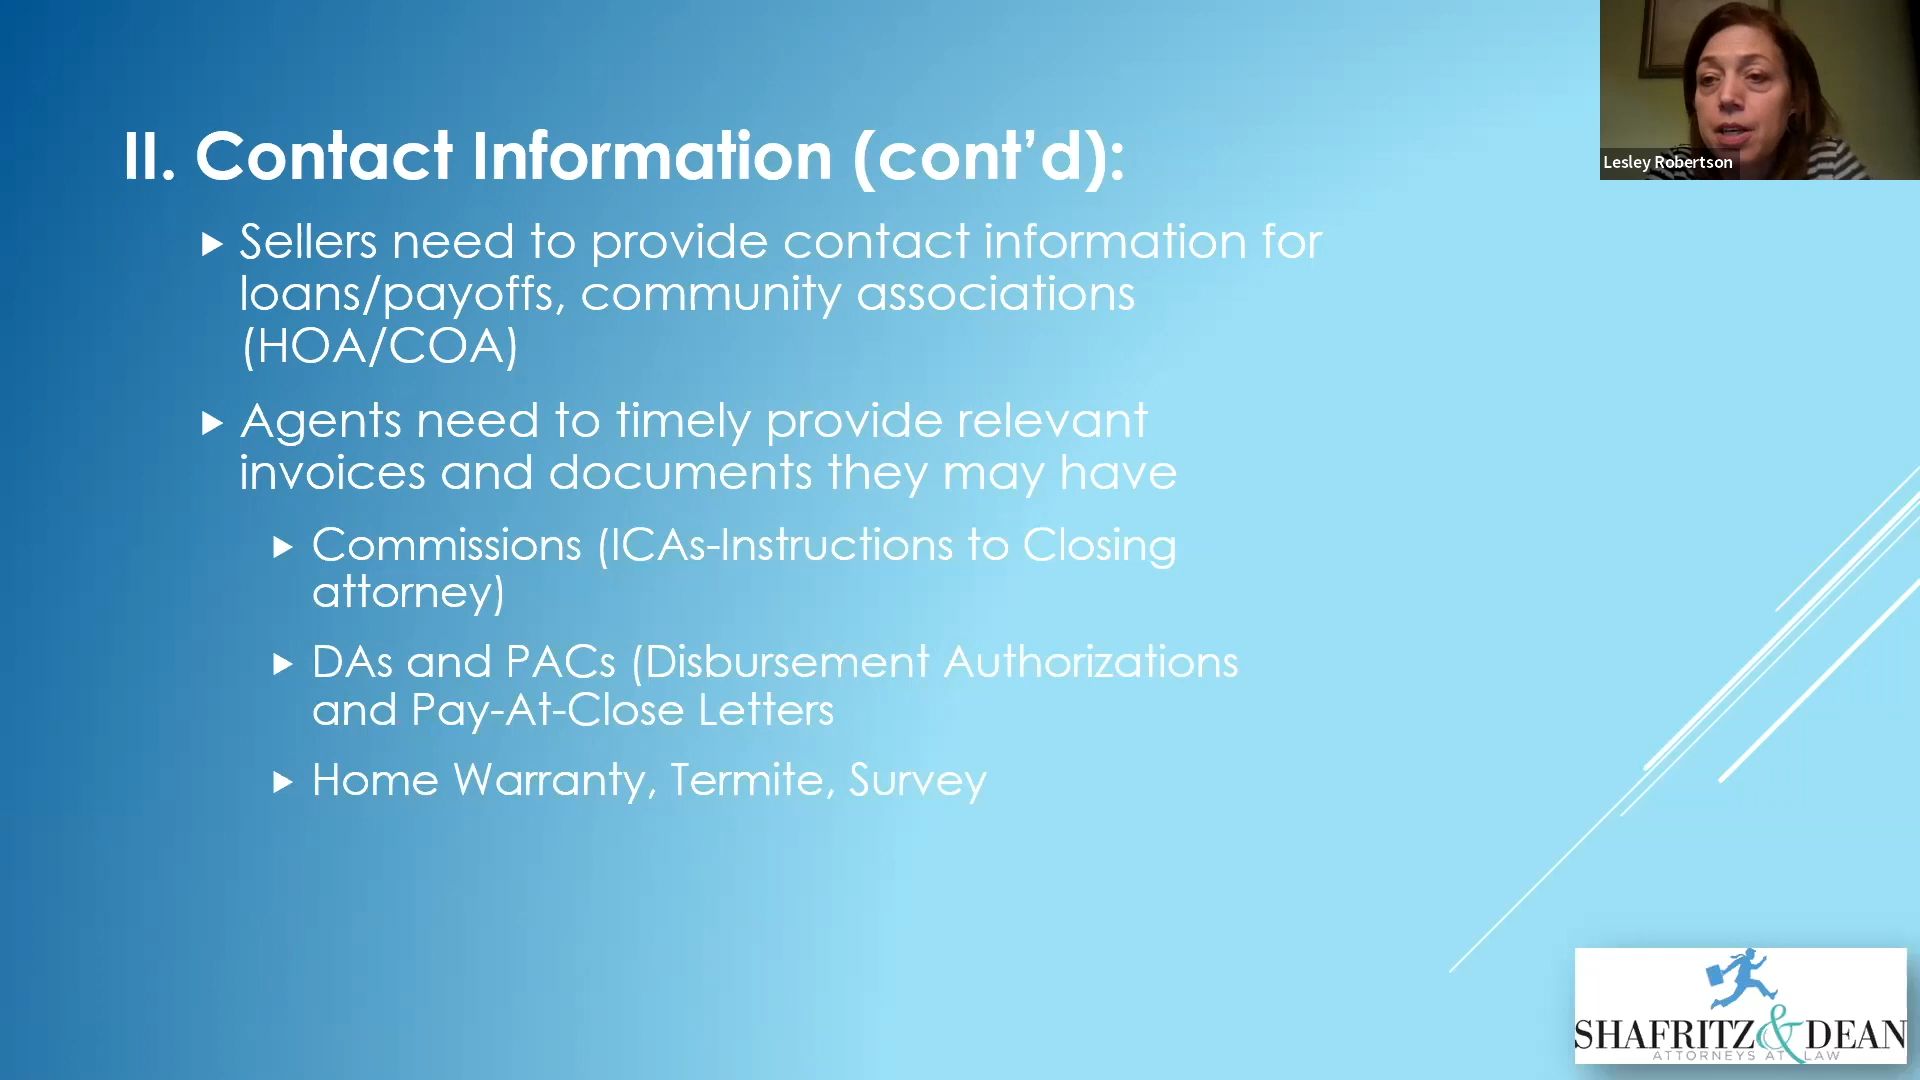 II. Contact Information (cont’d):
Sellers need to provide contact information for
loans/payoffs, community associations
(HOA/COA)
Agents need to timely provide relevant
invoices and documents they may have
Commissions (ICAs-Instructions to Closing
attorney)
DAs and PACs (Disbursement Authorizations
and Pay-At-Close Letters
Home Warranty, Termite, Survey
Lesley Robertson
SHAFRITZ & DEAN
ATTORNEYS AT LAW